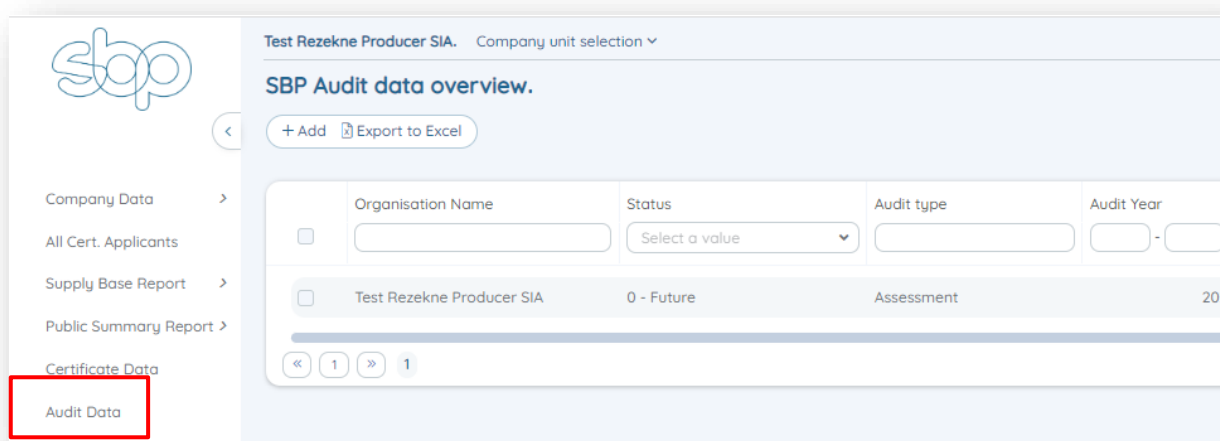 sbp
Test Rezekne Producer SIA. Company unit selection
SBP Audit data overview.
+ Add Export to Excel
Company Data
All Cert. Applicants
Supply Base Report
Public Summary Report
Certificate Data
Audit Data
Organisation Name Status Audit type Audit Year
Select a value -
Test Rezekne Producer SIA 0 - Future Assessment 20
« 1 » 1